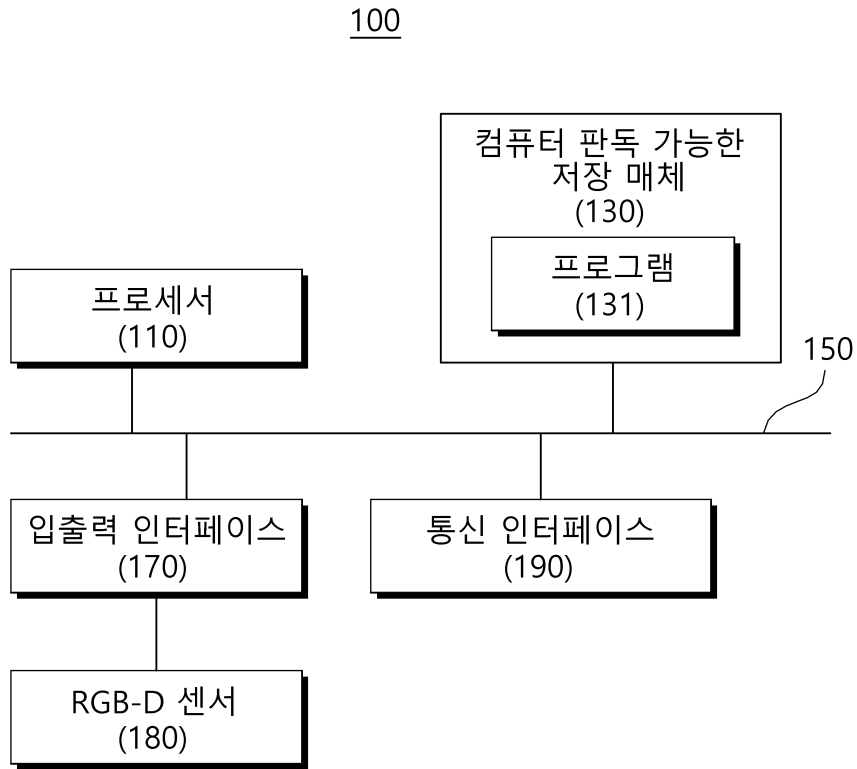 100
컴퓨터 판독 가능한
저장 매체
(130)
프로그램
(131)
프로세서
(110)
150
입출력 인터페이스
(170)
통신 인터페이스
(190)
RGB-D 센서
(180)